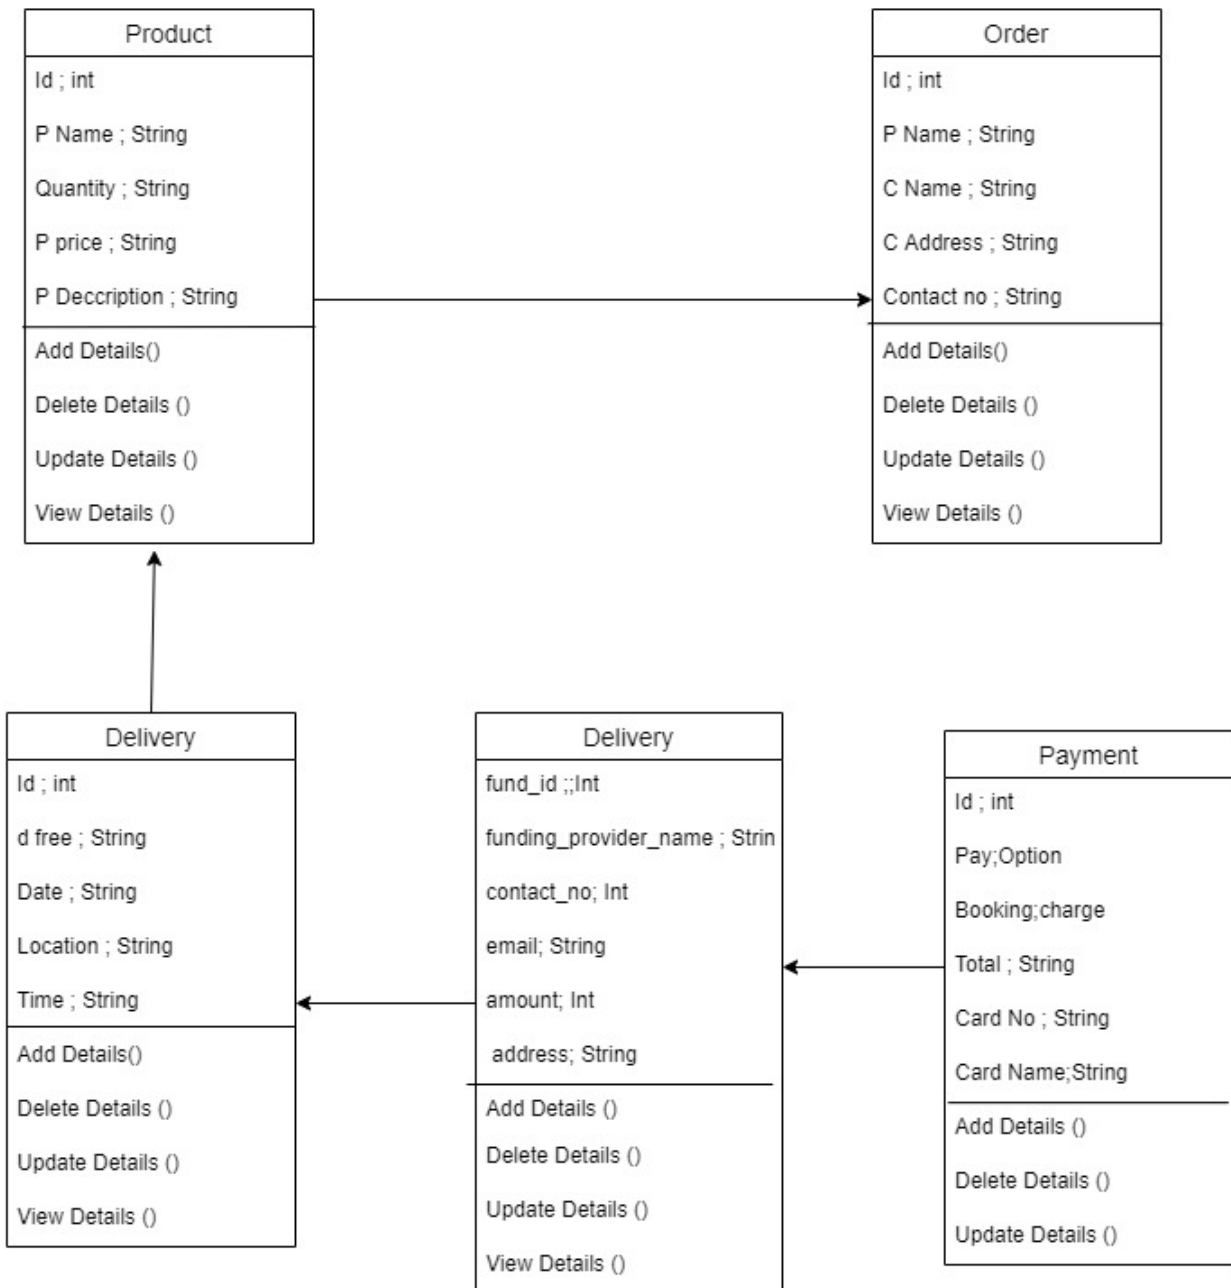 Product
Id ; int
P Name ; String
Quantity ; String
P price ; String
P Deccription ; String
Add Details()
Delete Details ()
Update Details ()
View Details ()
Order
Id ; int
P Name ; String
C Name ; String
C Address ; String
Contact no ; String
Add Details()
Delete Details ()
Update Details ()
View Details ()
Delivery
Id ; int
d free ; String
Date ; String
Location ; String
Time ; String
Add Details()
Delete Details ()
Update Details ()
View Details ()
Delivery
fund_id ;;Int
funding_provider_name ; Strin
contact_no; Int
email; String
amount; Int
address; String
Add Details ()
Delete Details ()
Update Details ()
View Details ()
Payment
Id ; int
Pay;Option
Booking;charge
Total ; String
Card No ; String
Card Name;String
Add Details ()
Delete Details ()
Update Details ()